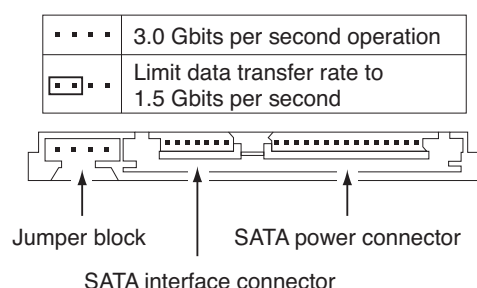 3.0 Gbits per second operation
Limit data transfer rate to
1.5 Gbits per second
Jumper block
SATA power connector
SATA interface connector